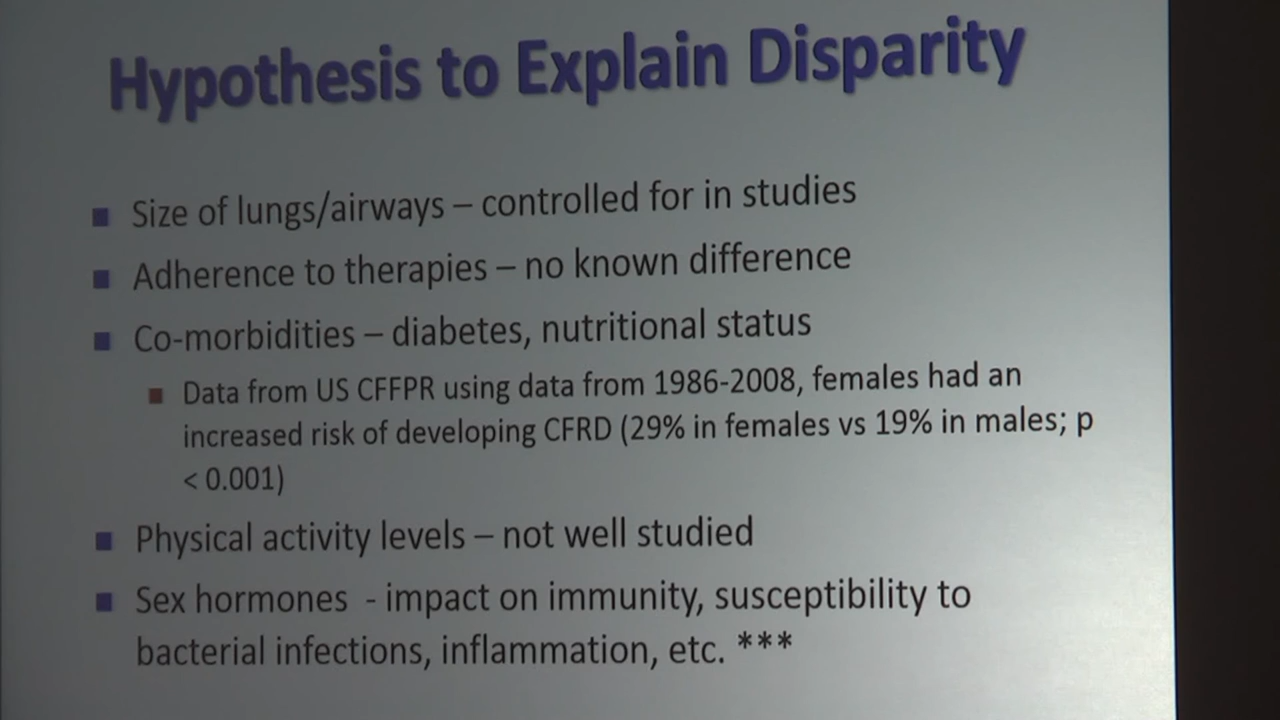 Hypothesis to Explain Disparity
■ Size of lungs/airways – controlled for in studies
■ Adherence to therapies – no known difference
■ Co-morbidities – diabetes, nutritional status
■ Data from US CFFPR using data from 1986-2008, females had an
increased risk of developing CFRD (29% in females vs 19% in males; p
< 0.001)
■ Physical activity levels – not well studied
■ Sex hormones - impact on immunity, susceptibility to
bacterial infections, inflammation, etc. ***